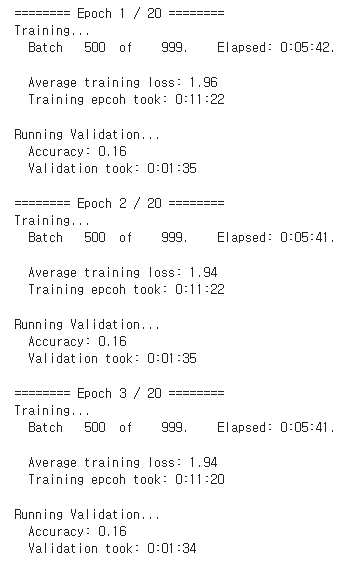 ======== Epoch 1 / 20 ========
Training...
  Batch   500  of    999.    Elapsed: 0:05:42.
  Average training loss: 1.96
  Training epcoh took: 0:11:22
Running Validation...
  Accuracy: 0.16
  Validation took: 0:01:35
======== Epoch 2 / 20 ========
Training...
  Batch   500  of    999.    Elapsed: 0:05:41.
  Average training loss: 1.94
  Training epcoh took: 0:11:22
Running Validation...
  Accuracy: 0.16
  Validation took: 0:01:35
======== Epoch 3 / 20 ========
Training...
  Batch   500  of    999.    Elapsed: 0:05:41.
  Average training loss: 1.94
  Training epcoh took: 0:11:20
Running Validation...
  Accuracy: 0.16
  Validation took: 0:01:34